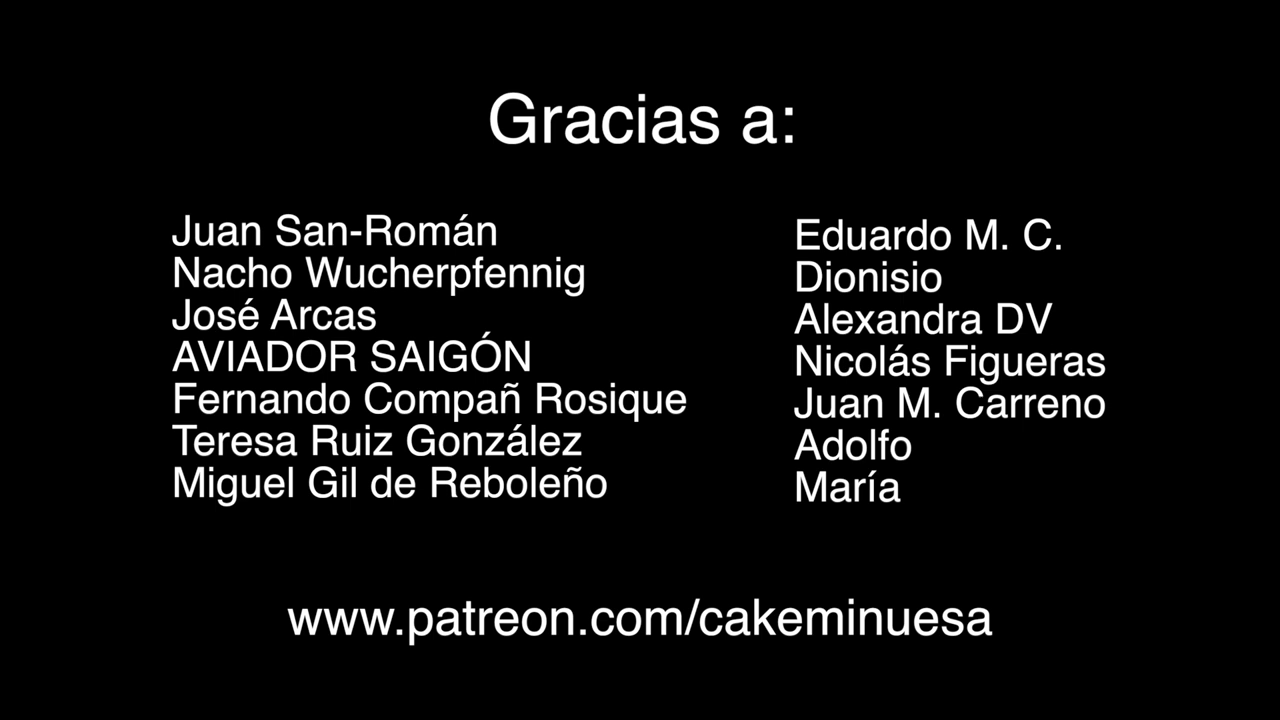 Gracias a:
Juan San-Román
Nacho Wucherpfennig
José Arcas
AVIADOR SAIGÓN
Fernando Compañ Rosique
Teresa Ruiz González
Miguel Gil de Reboleño
Eduardo M. C.
Dionisio
Alexandra DV
Nicolás Figueras
Juan M. Carreno
Adolfo
María
www.patreon.com/cakeminuesa